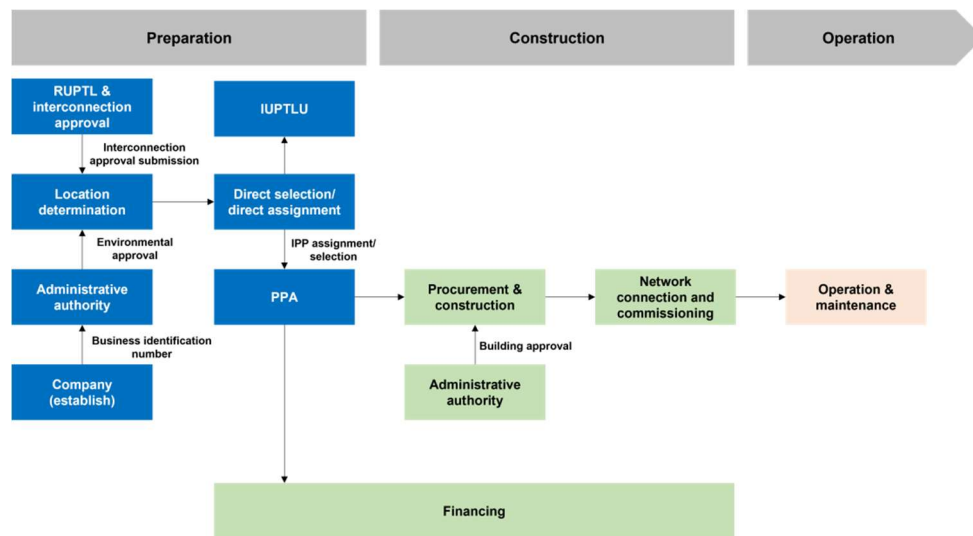 Preparation
Construction
Operation
RUPTL &
interconnection
approval
IUPTLU
Interconnection
approval submission
Location
determination
Direct selection/
direct assignment
Environmental
approval
IPP assignment/
selection
Administrative
authority
PPA
Procurement &
construction
Network
connection and
commissioning
Operation &
maintenance
Business identification
number
Building approval
Company
(establish)
Administrative
authority
Financing